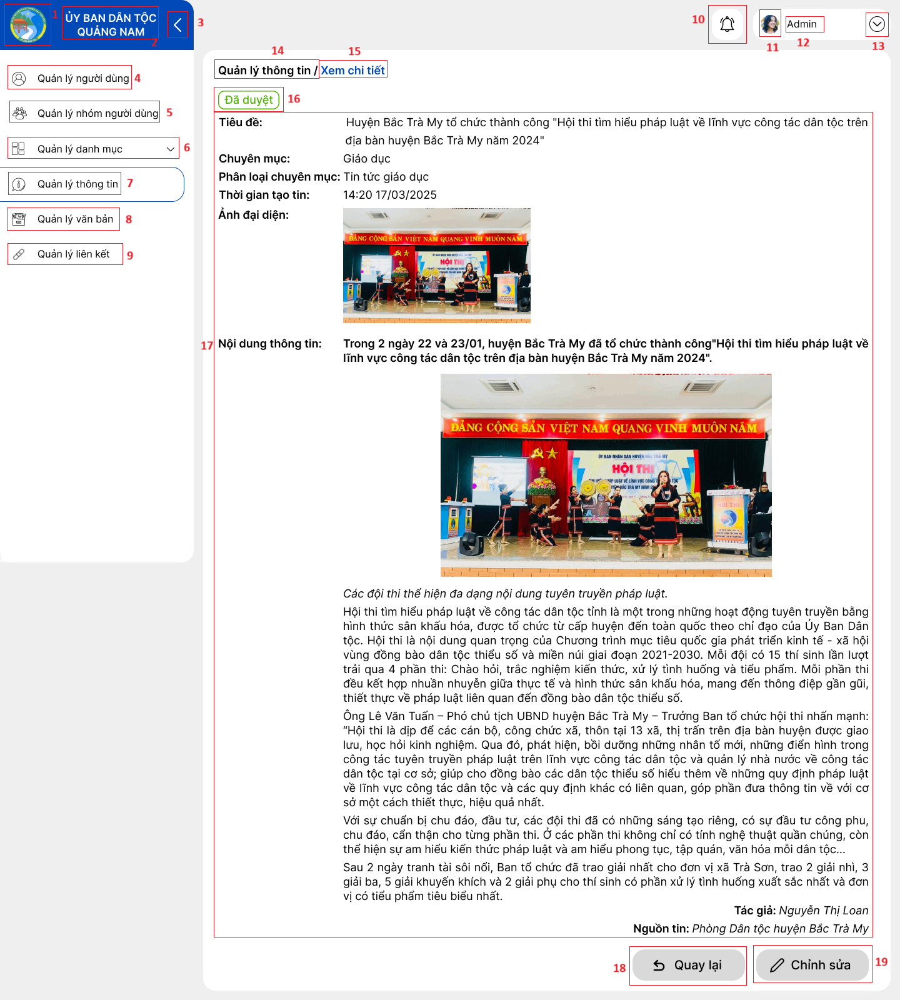 1
ỦY BAN DÂN TỘC
QUẢNG NAM
2
3
Quản lý người dùng
4
Quản lý nhóm người dùng
5
Quản lý danh mục
6
Quản lý thông tin
7
Quản lý văn bản
8
Quản lý liên kết
9
10
11
Admin
12
13
14
15
Quản lý thông tin / Xem chi tiết
Đã duyệt
16
Tiêu đề: Huyện Bắc Trà My tổ chức thành công "Hội thi tìm hiểu pháp luật về lĩnh vực công tác dân tộc trên
địa bàn huyện Bắc Trà My năm 2024"
Chuyên mục: Giáo dục
Phân loại chuyên mục: Tin tức giáo dục
Thời gian tạo tin: 14:20 17/03/2025
Ảnh đại diện:
ĐẢNG CỘNG SẢN VIỆT NAM QUANG VINH MUÔN NĂM
ỦY BAN NHÂN DÂN HUYỆN BẮC TRÀ MY
HỘI THI
17
Nội dung thông tin: Trong 2 ngày 22 và 23/01, huyện Bắc Trà My đã tổ chức thành công"Hội thi tìm hiểu pháp luật về
lĩnh vực công tác dân tộc trên địa bàn huyện Bắc Trà My năm 2024".
ĐẢNG CỘNG SẢN VIỆT NAM QUANG VINH MUÔN NĂM
ỦY BAN NHÂN DÂN HUYỆN BẮC TRÀ MY
HỘI THI
HỘI THI
Các đội thi thể hiện đa dạng nội dung tuyên truyền pháp luật.
Hội thi tìm hiểu pháp luật về công tác dân tộc tỉnh là một trong những hoạt động tuyên truyền bằng
hình thức sân khấu hóa, được tổ chức từ cấp huyện đến toàn quốc theo chỉ đạo của Ủy Ban Dân
tộc. Hội thi là nội dung quan trọng của Chương trình mục tiêu quốc gia phát triển kinh tế - xã hội
vùng đồng bào dân tộc thiểu số và miền núi giai đoạn 2021-2030. Mỗi đội có 15 thí sinh lần lượt
trải qua 4 phần thi: Chào hỏi, trắc nghiệm kiến thức, xử lý tình huống và tiểu phẩm. Mỗi phần thi
đều kết hợp nhuần nhuyễn giữa thực tế và hình thức sân khấu hóa, mang đến thông điệp gần gũi,
thiết thực về pháp luật liên quan đến đồng bào dân tộc thiểu số.
Ông Lê Văn Tuấn – Phó chủ tịch UBND huyện Bắc Trà My – Trưởng Ban tổ chức hội thi nhấn mạnh:
“Hội thi là dịp để các cán bộ, công chức xã, thôn tại 13 xã, thị trấn trên địa bàn huyện được giao
lưu, học hỏi kinh nghiệm. Qua đó, phát hiện, bồi dưỡng những nhân tố mới, những điển hình trong
công tác tuyên truyền pháp luật trên lĩnh vực công tác dân tộc và quản lý nhà nước về công tác
dân tộc tại cơ sở; giúp cho đồng bào các dân tộc thiểu số hiểu thêm về những quy định pháp luật
về lĩnh vực công tác dân tộc và các quy định khác có liên quan, góp phần đưa thông tin về với cơ
sở một cách thiết thực, hiệu quả nhất.
Với sự chuẩn bị chu đáo, đầu tư, các đội thi đã có những sáng tạo riêng, có sự đầu tư công phu,
chu đáo, cẩn thận cho từng phần thi. Ở các phần thi không chỉ có tính nghệ thuật quần chúng, còn
thể hiện sự am hiểu kiến thức pháp luật và am hiểu phong tục, tập quán, văn hóa mỗi dân tộc...
Sau 2 ngày tranh tài sôi nổi, Ban tổ chức đã trao giải nhất cho đơn vị xã Trà Sơn, trao 2 giải nhì, 3
giải ba, 5 giải khuyến khích và 2 giải phụ cho thí sinh có phần xử lý tình huống xuất sắc nhất và đơn
vị có tiểu phẩm tiêu biểu nhất.
Tác giả: Nguyễn Thị Loan
Nguồn tin: Phòng Dân tộc huyện Bắc Trà My
18
Quay lại
Chỉnh sửa
19